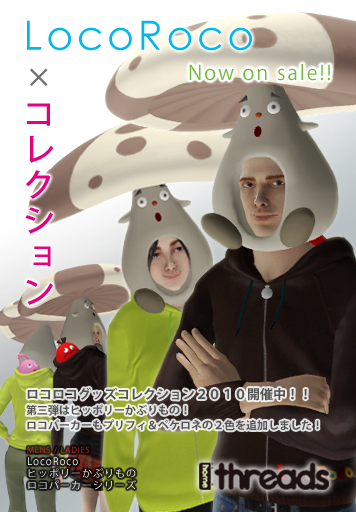 LocoRoco
Now on sale!!
×
コレクション
ロコロコグッズコレクション2010開催中！！
第三弾はヒッポリーかぶりもの！
ロコパーカーもプリフィ＆ペケロネの2色を追加しました！
MENS / LADIES
LocoRoco
ヒッポリーかぶりもの
ロコパーカーシリーズ
home
threads